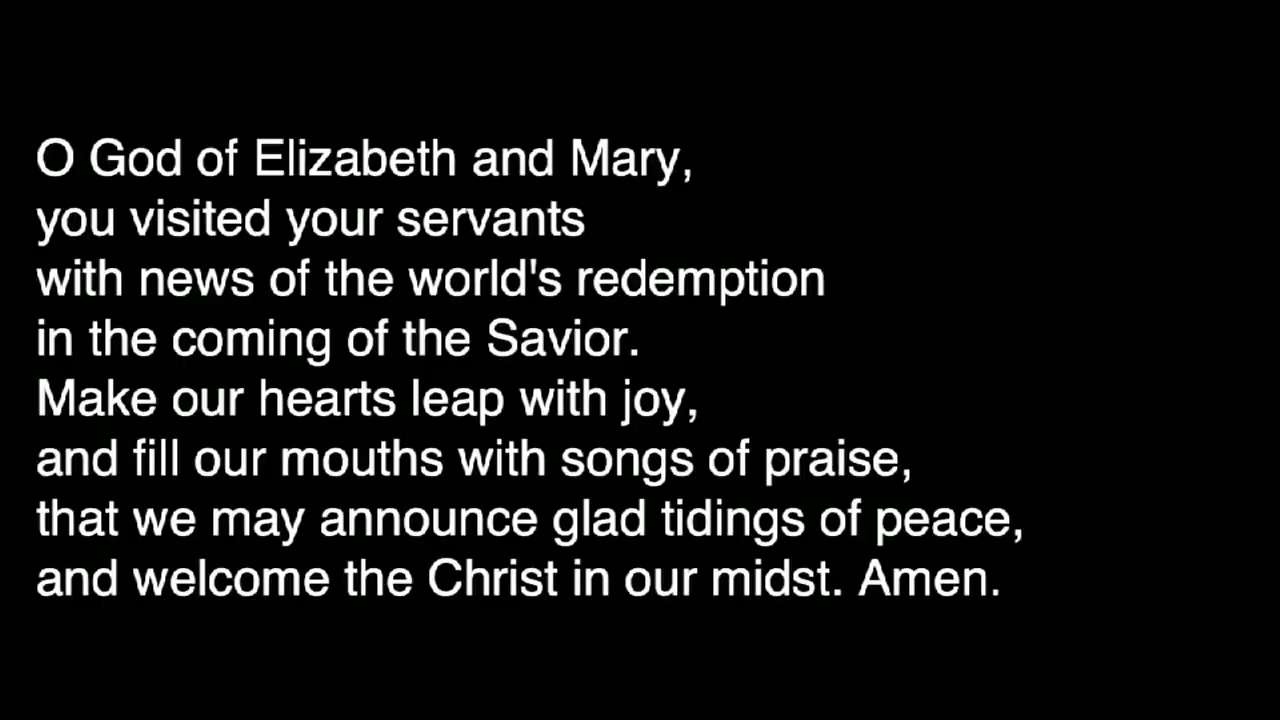 O God of Elizabeth and Mary,
you visited your servants
with news of the world's redemption
in the coming of the Savior.
Make our hearts leap with joy,
and fill our mouths with songs of praise,
that we may announce glad tidings of peace,
and welcome the Christ in our midst. Amen.